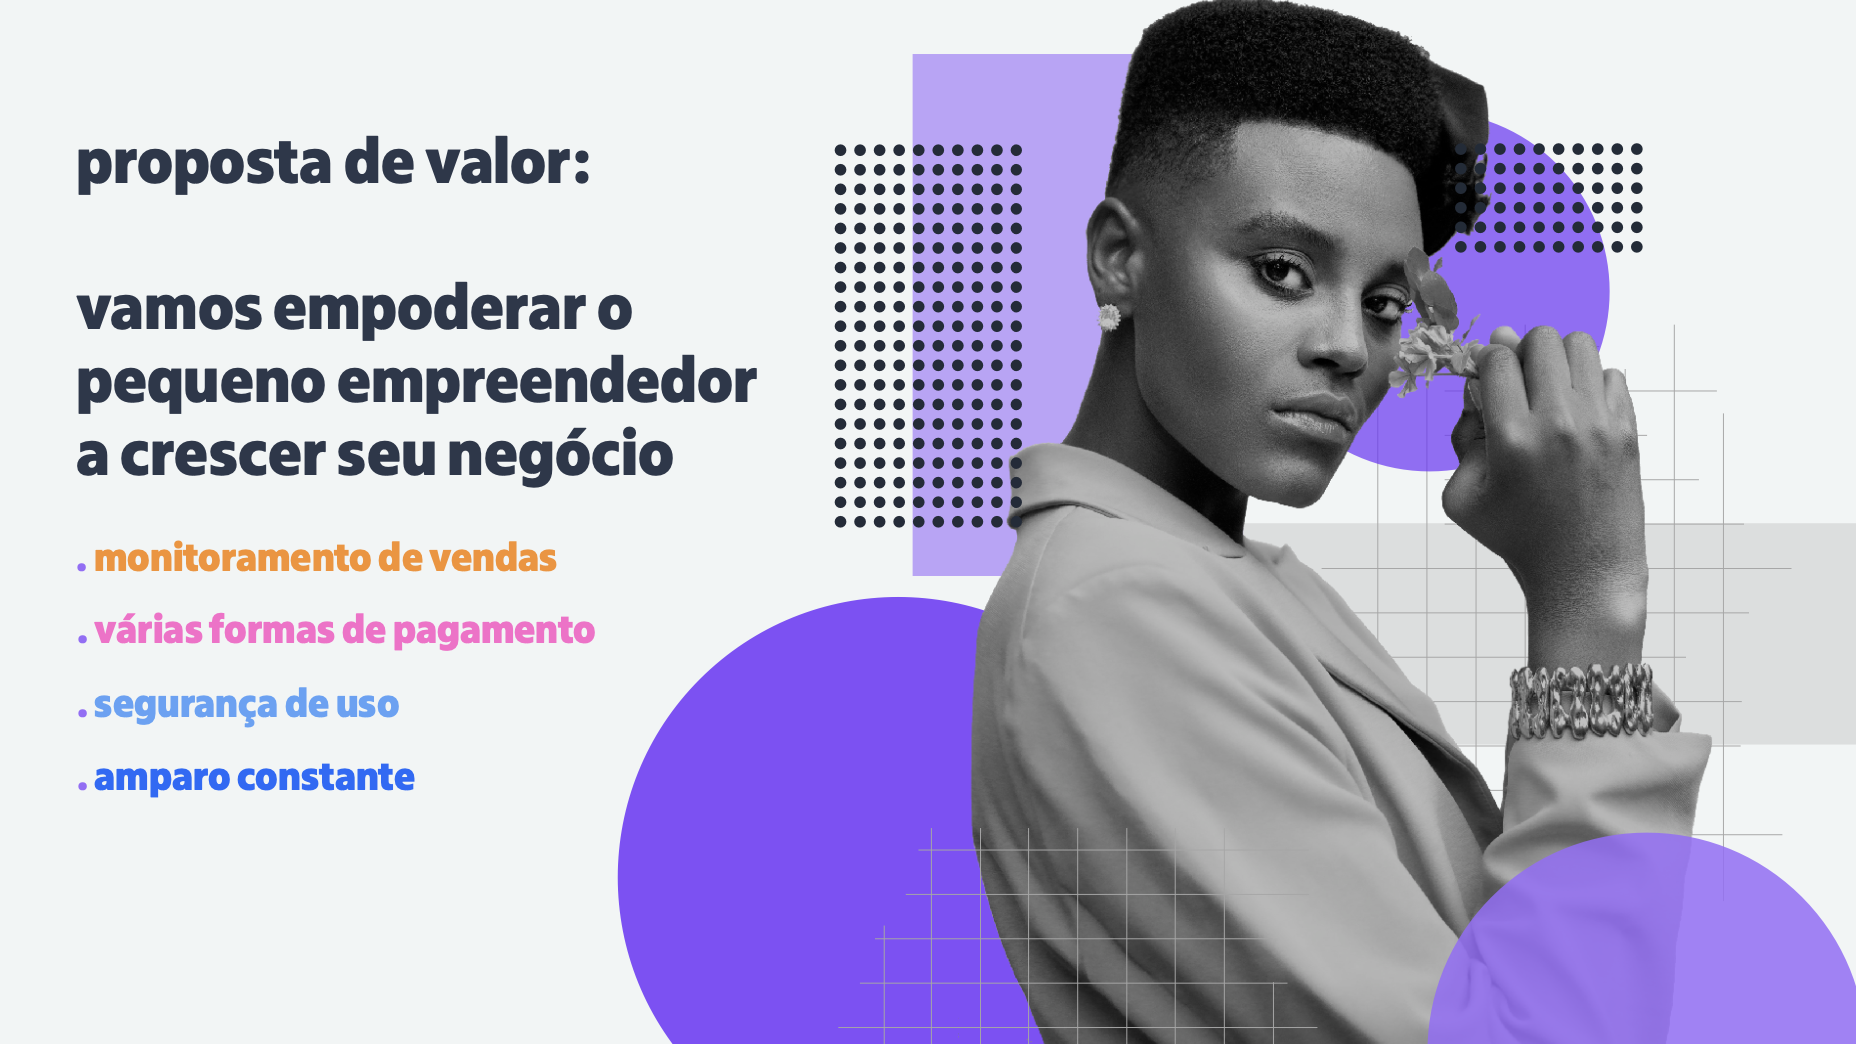 proposta de valor:
vamos empoderar o
pequeno empreendedor
a crescer seu negócio
. monitoramento de vendas
. várias formas de pagamento
. segurança de uso
. amparo constante